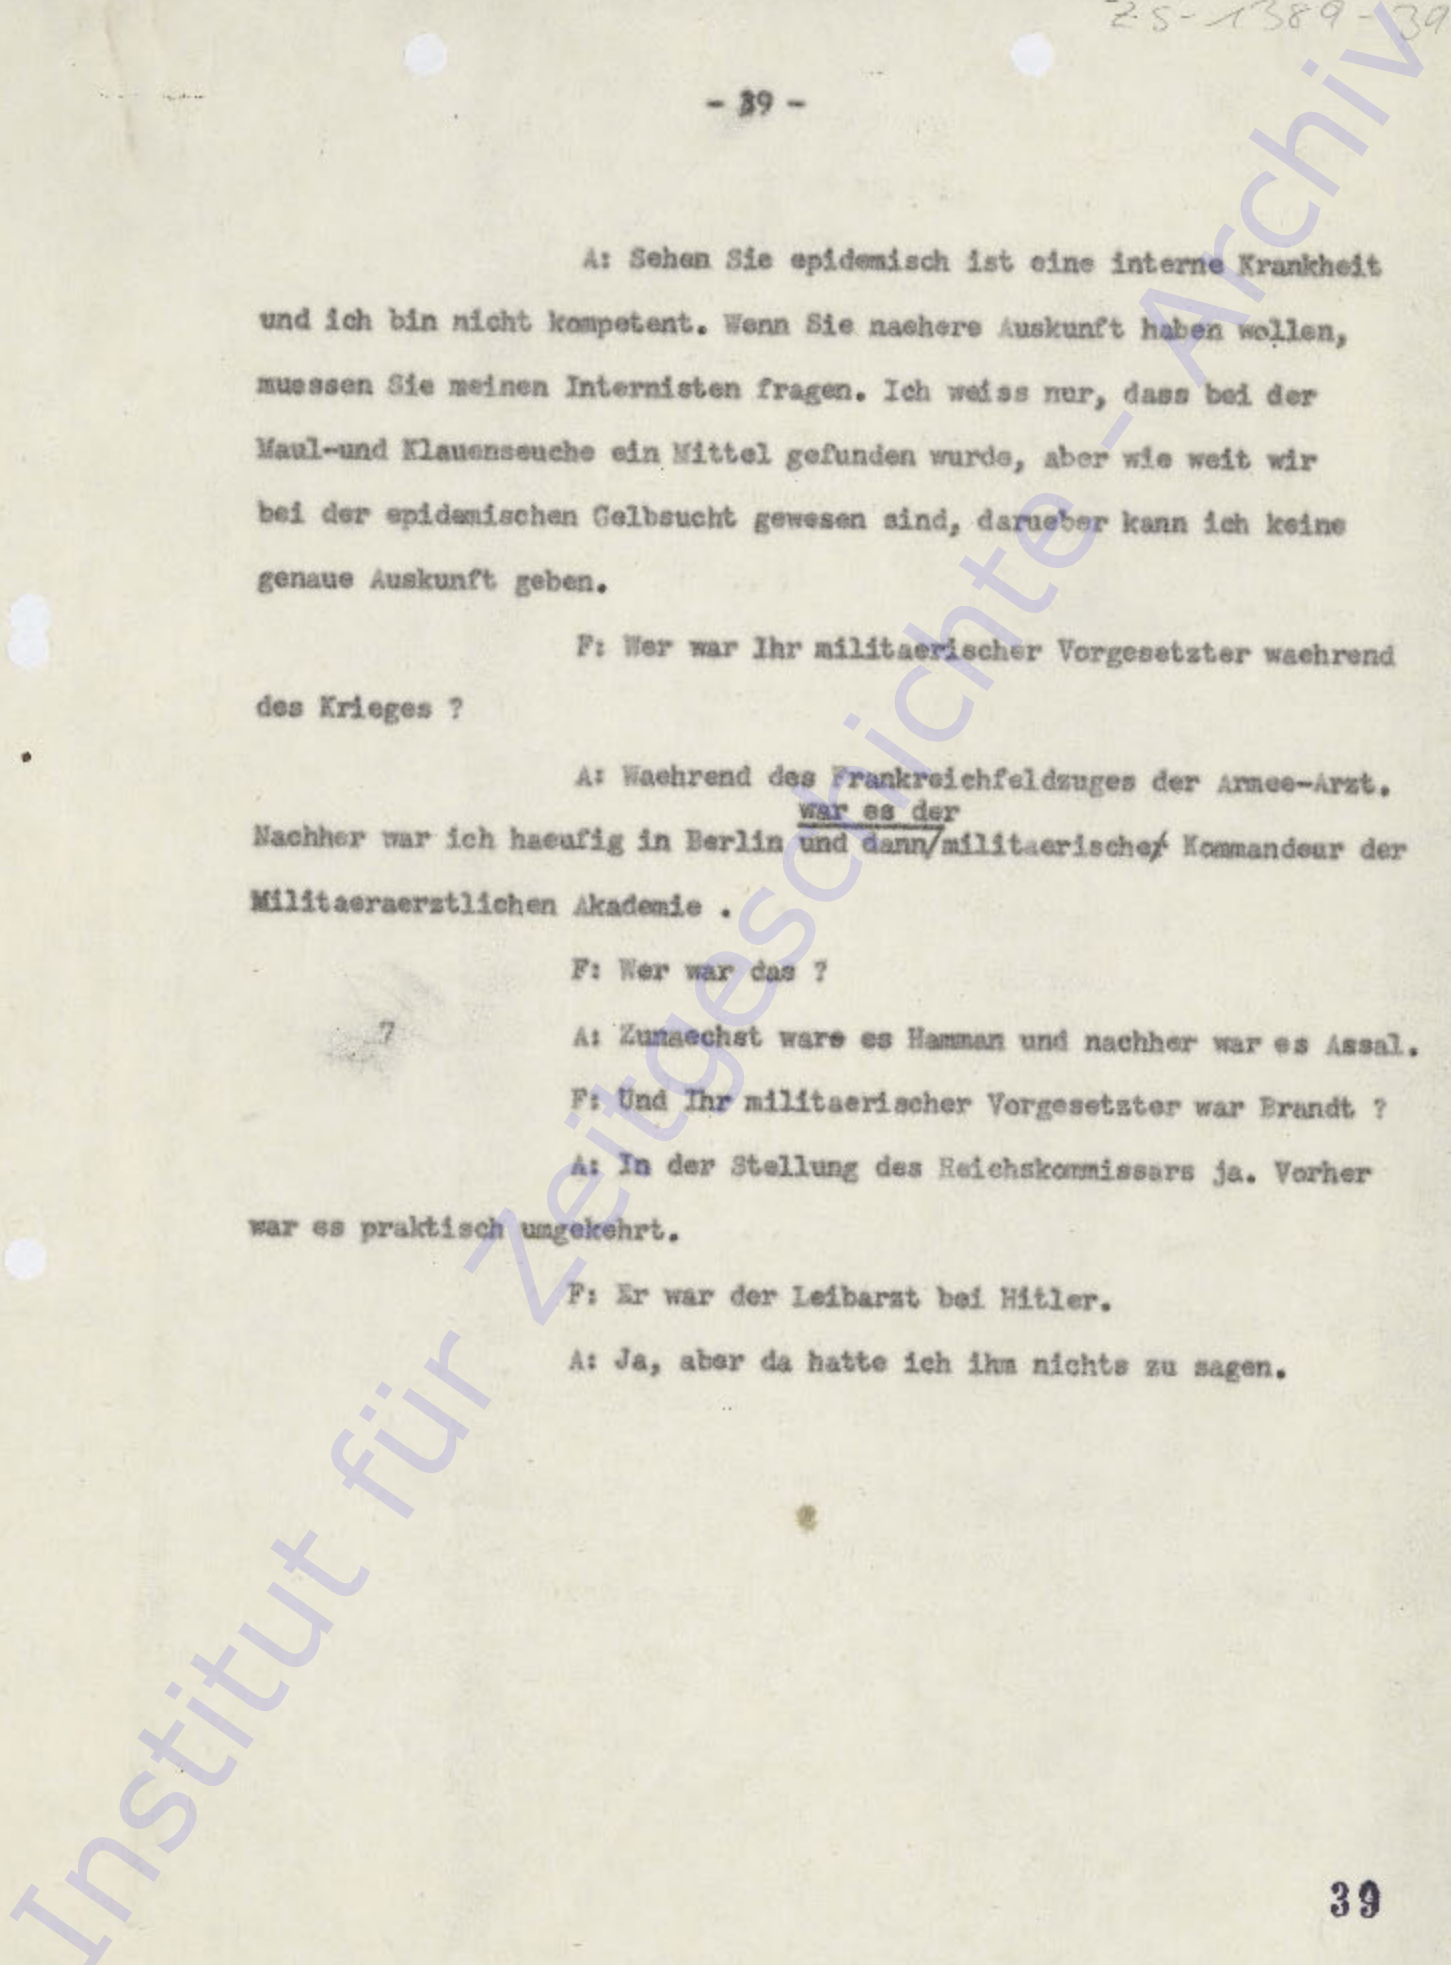 ZS-1389-39
- 39 -
A: Sehen Sie epidemisch ist eine interne Krankheit
und ich bin nicht kompetent. Wenn Sie naehere Auskunft haben wollen,
muessen Sie meinen Internisten fragen. Ich weiss nur, dass bei der
Maul-und Klauenseuche ein Mittel gefunden wurde, aber wie weit wir
bei der epidemischen Gelbsucht gewesen sind, darueber kann ich keine
genaue Auskunft geben.
F: Wer war Ihr militaerischer Vorgesetzter waehrend
des Krieges ?
A: Waehrend des Frankreichfeldzuges der Armee-Arzt.
war es der
Nachher war ich haeufig in Berlin und dann/militaerischer Kommandeur der
Militaeraerztlichen Akademie .
F: Wer war das ?
7
A: Zunaechst ware es Hamman und nachher war es Assal.
F: Und Ihr militaerischer Vorgesetzter war Brandt ?
A: In der Stellung des Reichskommissars ja. Vorher
war es praktisch umgekehrt.
F: Er war der Leibarzt bei Hitler.
A: Ja, aber da hatte ich ihm nichts zu sagen.
39
Institut für Zeitgeschichte - Archiv